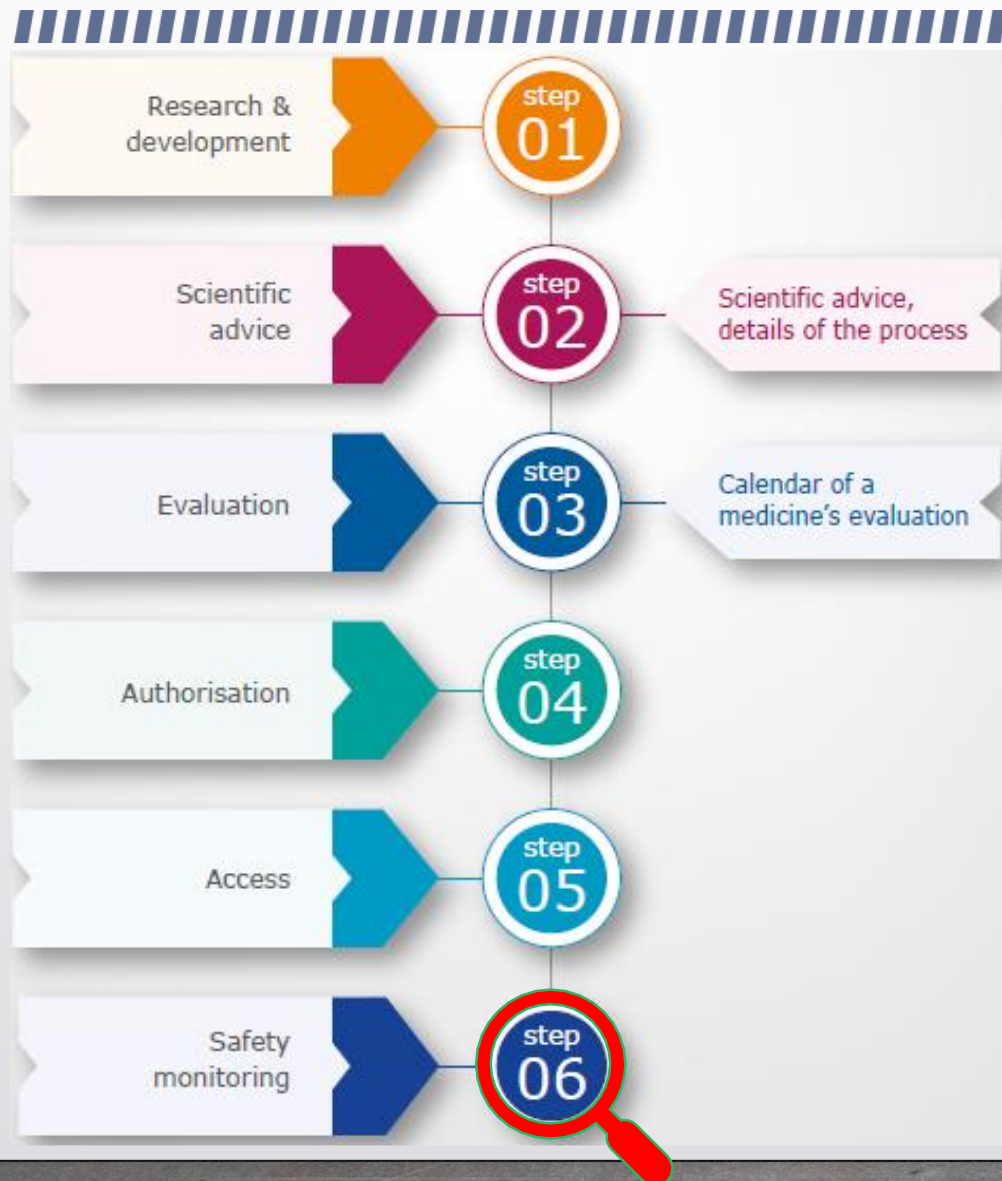 Research &
development
step
01
Scientific
advice
step
02
Scientific advice,
details of the process
Evaluation
step
03
Calendar of a
medicine's evaluation
Authorisation
step
04
Access
step
05
Safety
monitoring
step
06